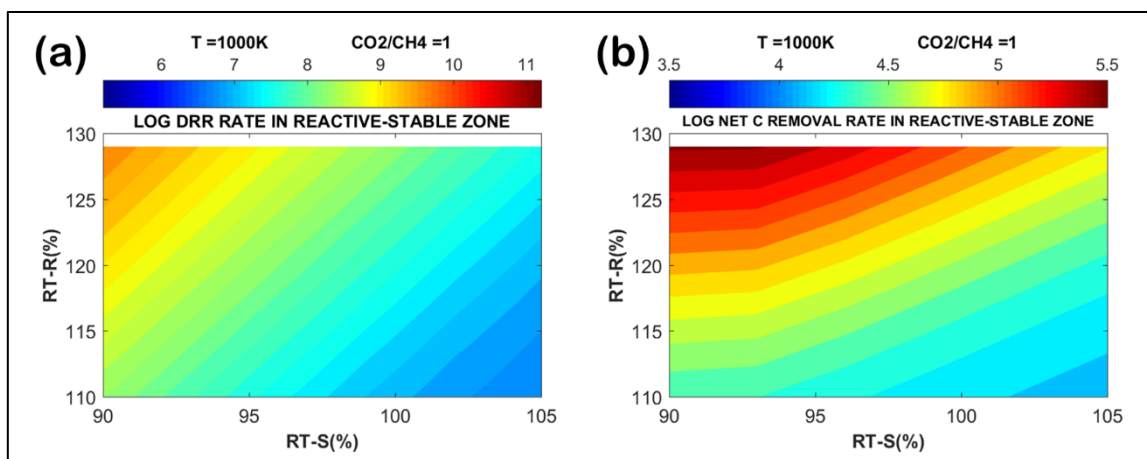 (a)
T =1000K CO2/CH4 =1
6 7 8 9 10 11
LOG DRR RATE IN REACTIVE-STABLE ZONE
130
125
120
115
110
RT-R(%)
90 95 100 105
RT-S(%)
(b)
T =1000K CO2/CH4 =1
3.5 4 4.5 5 5.5
LOG NET C REMOVAL RATE IN REACTIVE-STABLE ZONE
130
125
120
115
110
RT-R(%)
90 95 100 105
RT-S(%)